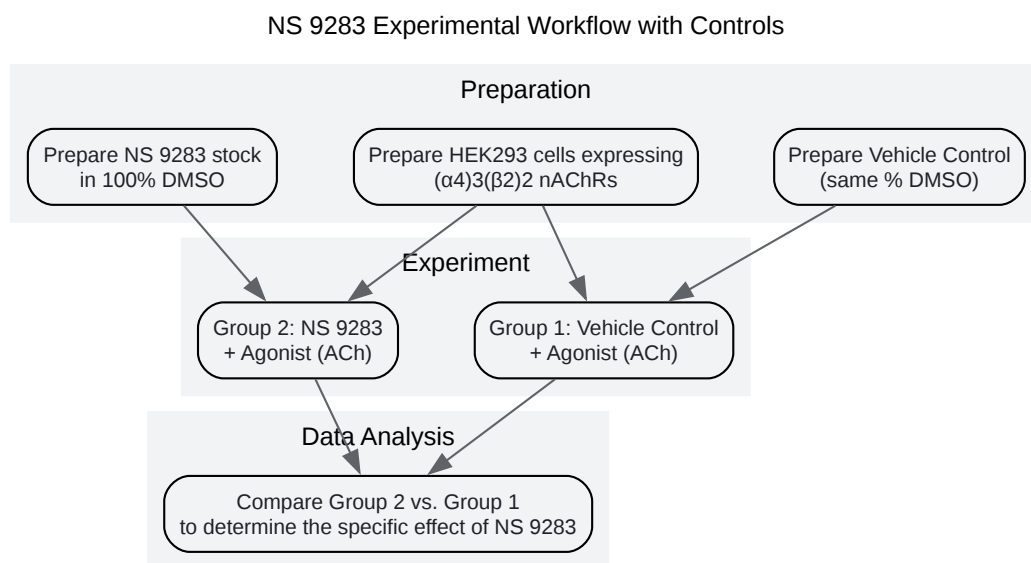 NS 9283 Experimental Workflow with Controls
Preparation
Prepare NS 9283 stock
in 100% DMSO
Prepare HEK293 cells expressing
(α4)3(β2)2 nAChRs
Prepare Vehicle Control
(same % DMSO)
Experiment
Group 2: NS 9283
+ Agonist (ACh)
Group 1: Vehicle Control
+ Agonist (ACh)
Data Analysis
Compare Group 2 vs. Group 1
to determine the specific effect of NS 9283